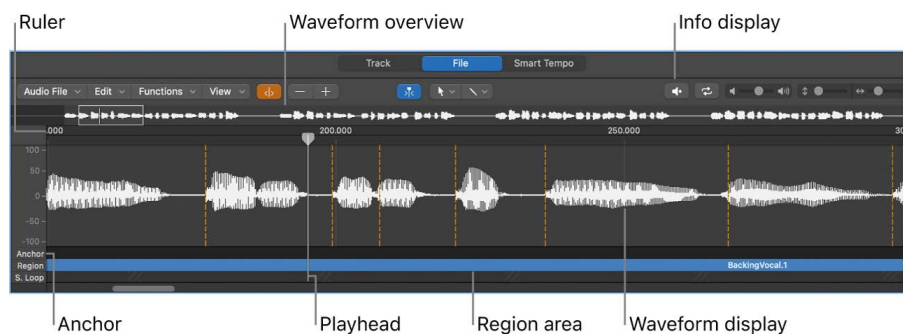 Ruler
Waveform overview
Info display
Track
File
Smart Tempo
Audio File
Edit
Functions
View
.000
200.000
250.000
30
100
50
0
-50
-100
Anchor
Region
BackingVocal.1
S. Loop
Anchor
Playhead
Region area
Waveform display